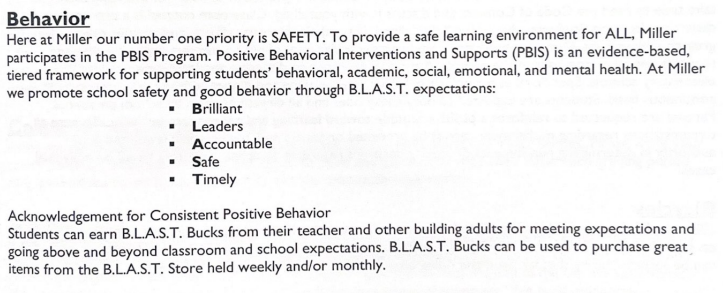 Behavior
Here at Miller our number one priority is SAFETY. To provide a safe learning environment for ALL, Miller
participates in the PBIS Program. Positive Behavioral Interventions and Supports (PBIS) is an evidence-based,
tiered framework for supporting students' behavioral, academic, social, emotional, and mental health. At Miller
we promote school safety and good behavior through B.L.A.S.T. expectations:
▪ Brilliant
▪ Leaders
▪ Accountable
▪ Safe
▪ Timely
Acknowledgement for Consistent Positive Behavior
Students can earn B.L.A.S.T. Bucks from their teacher and other building adults for meeting expectations and
going above and beyond classroom and school expectations. B.L.A.S.T. Bucks can be used to purchase great
items from the B.L.A.S.T. Store held weekly and/or monthly.